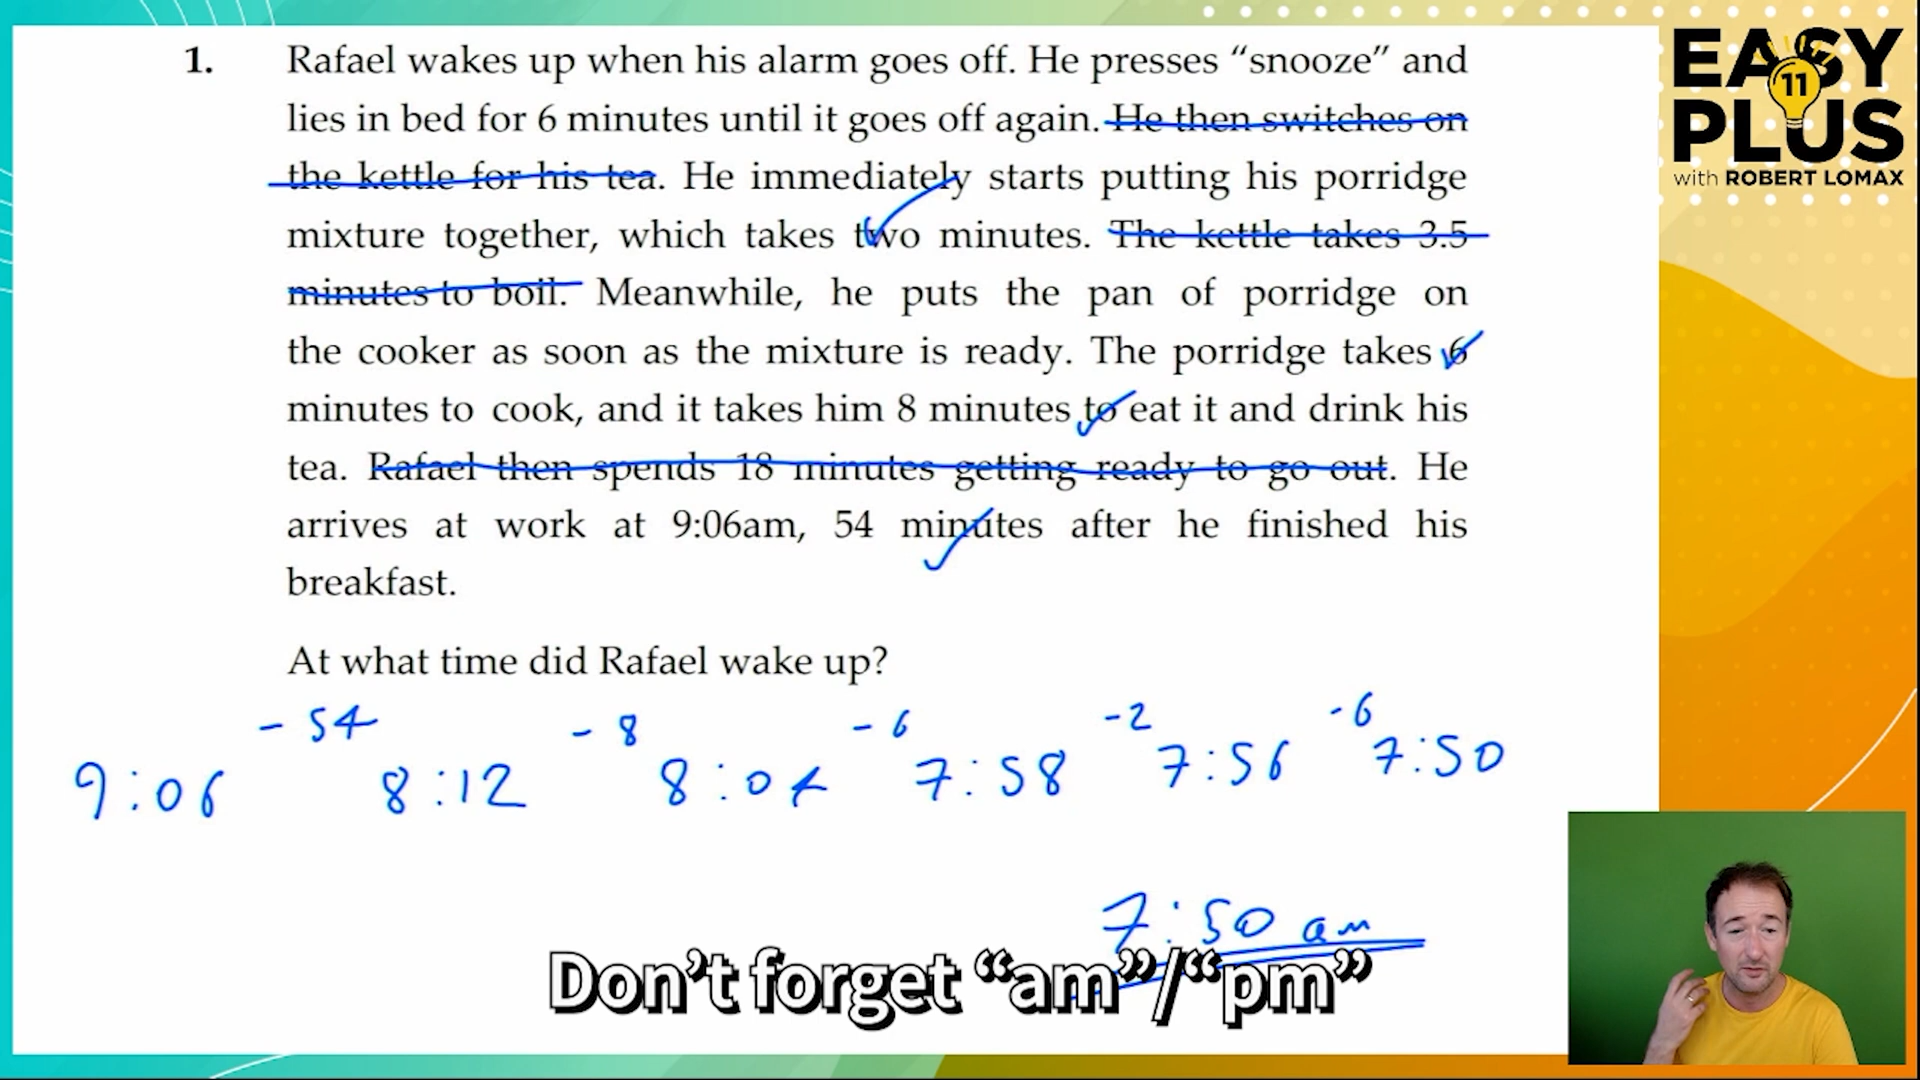 EASY
11
PLUS
with ROBERT LOMAX
1. Rafael wakes up when his alarm goes off. He presses “snooze” and
lies in bed for 6 minutes until it goes off again. He then switches on
the kettle for his tea. He immediately starts putting his porridge
mixture together, which takes two minutes. The kettle takes 3.5
minutes to boil. Meanwhile, he puts the pan of porridge on
the cooker as soon as the mixture is ready. The porridge takes 6
minutes to cook, and it takes him 8 minutes to eat it and drink his
tea. Rafael then spends 18 minutes getting ready to go out. He
arrives at work at 9:06am, 54 minutes after he finished his
breakfast.
At what time did Rafael wake up?
- 54 - 8 - 6 -2 -6
9:06 8:12 8:04 7:58 7:56 7:50
7:50 am
Don’t forget “am”/“pm”